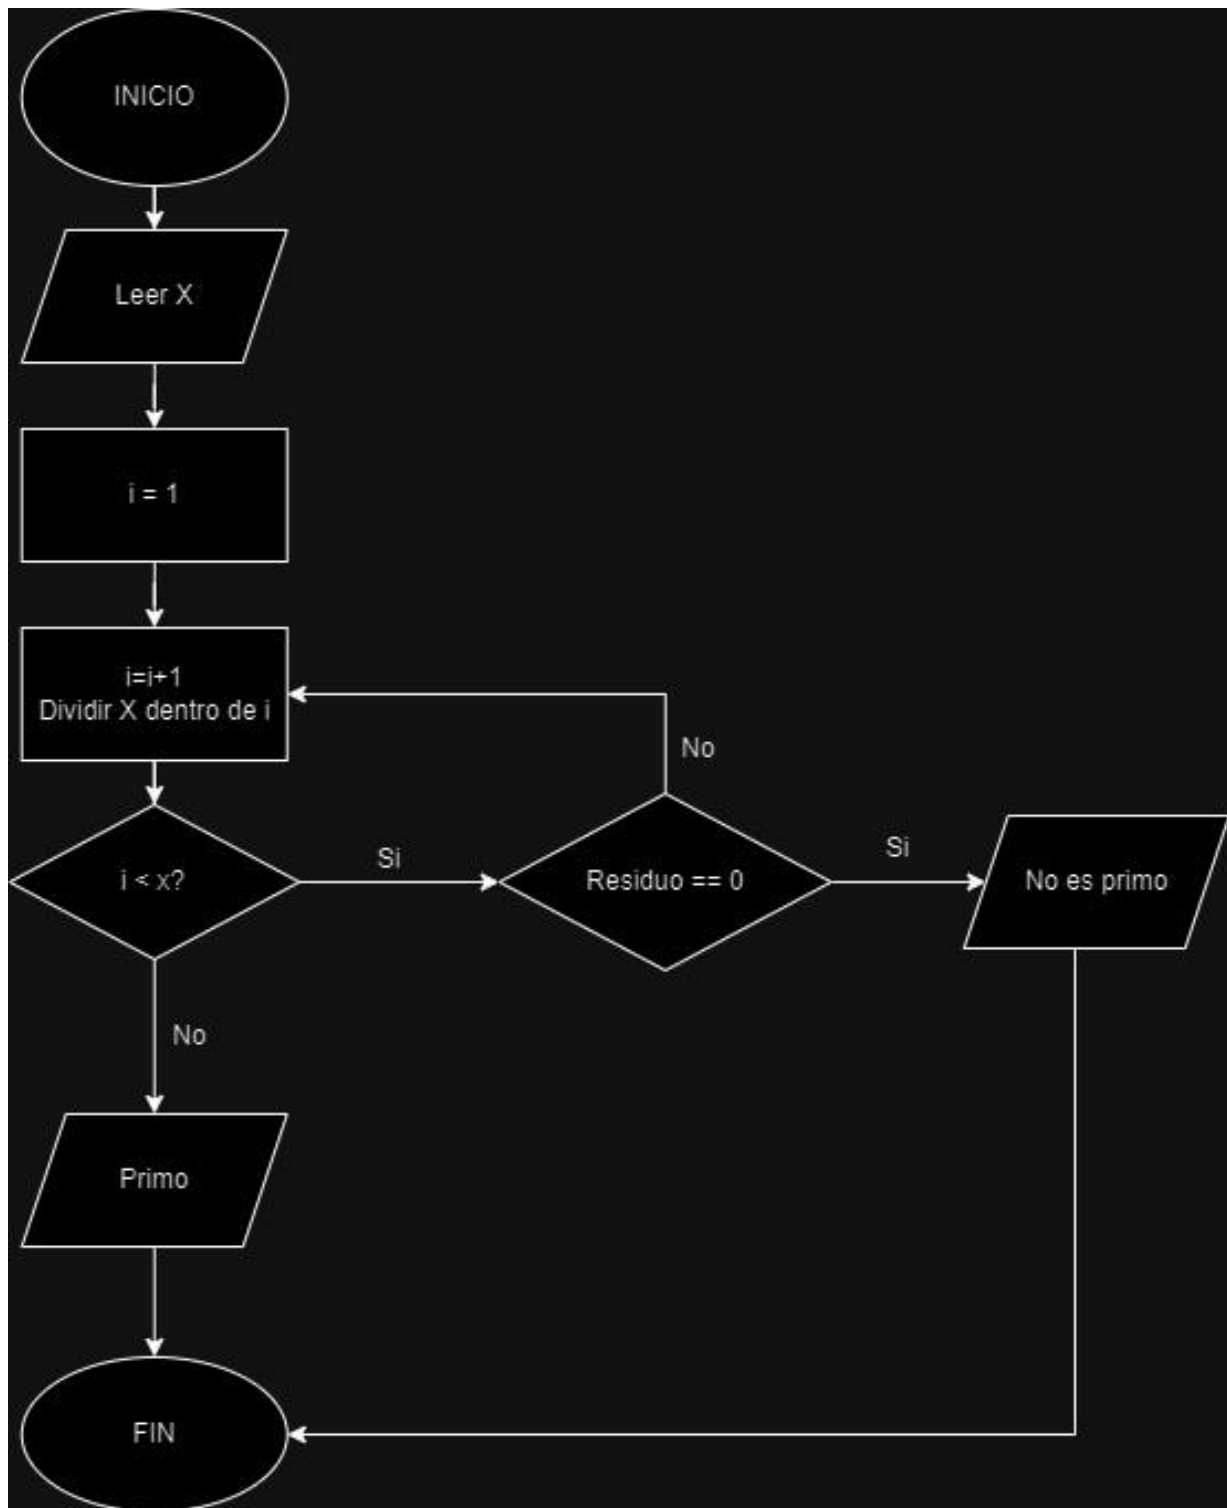 INICIO
Leer X
i = 1
i=i+1
Dividir X dentro de i
No
i < x?
Si
Residuo == 0
Si
No es primo
No
Primo
FIN